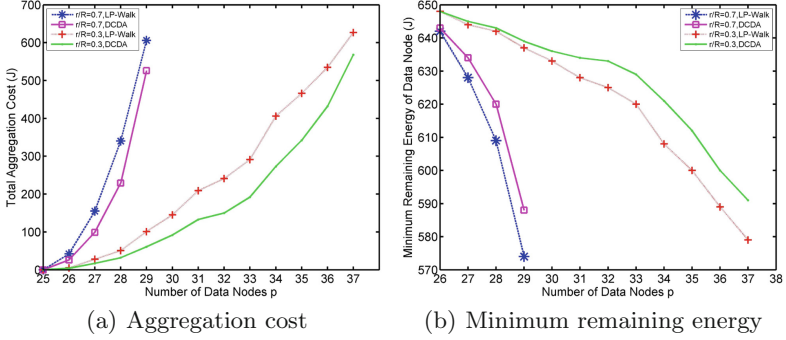 700
600
500
400
300
200
100
0
Total Aggregation Cost (J)
r/R=0.7,LP-Walk
r/R=0.7,DCDA
r/R=0.3,LP-Walk
r/R=0.3,DCDA
25 26 27 28 29 30 31 32 33 34 35 36 37
Number of Data Nodes p
(a) Aggregation cost
650
640
630
620
610
600
590
580
570
Minimum Remaining Energy of Data Node (J)
r/R=0.7,LP-Walk
r/R=0.7,DCDA
r/R=0.3,LP-Walk
r/R=0.3,DCDA
26 27 28 29 30 31 32 33 34 35 36 37 38
Number of Data Nodes p
(b) Minimum remaining energy